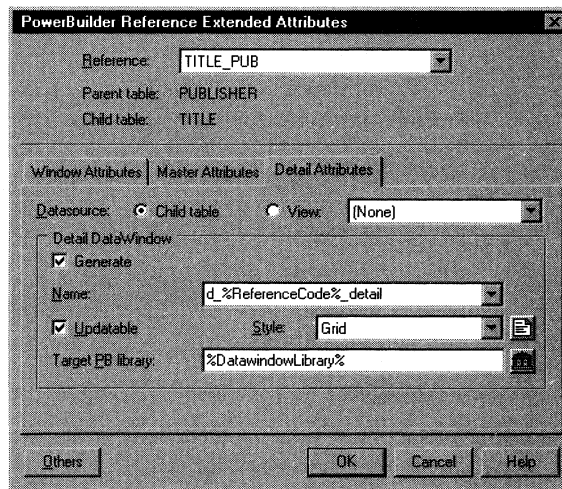 PowerBuilder Reference Extended Attributes
Reference: TITLE_PUB
Parent table: PUBLISHER
Child table: TITLE
Window Attributes Master Attributes Detail Attributes
Datasource: Child table View: (None)
Detail DataWindow
Generate
Name: d_%ReferenceCode%_detail
Updatable Style: Grid
Target PB library: %DatawindowLibrary%
Others OK Cancel Help